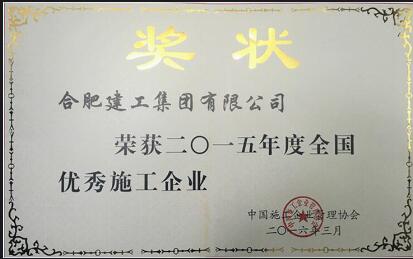 奖状
合肥建工集团有限公司
荣获二〇一五年度全国
优秀施工企业
中国施工企业管理协会
二〇一六年三月